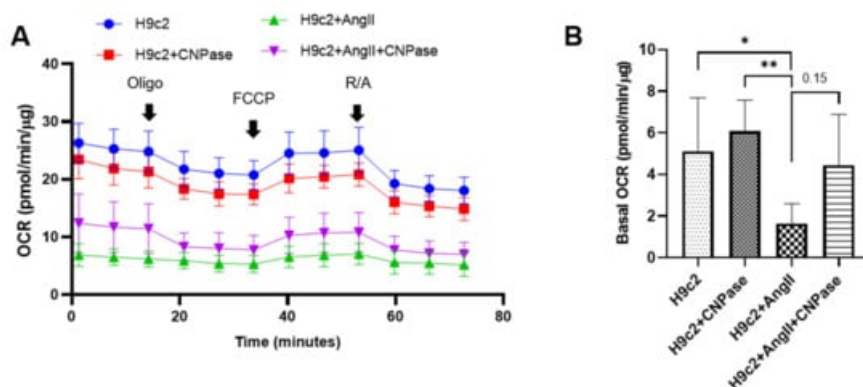 A
H9c2
H9c2+CNPase
H9c2+AngII
H9c2+AngII+CNPase
Oligo
FCCP
R/A
OCR (pmol/min/µg)
40
30
20
10
0
0
20
40
60
80
Time (minutes)
B
Basal OCR (pmol/min/µg)
10
8
6
4
2
0
*
**
0.15
H9c2
H9c2+CNPase
H9c2+AngII
H9c2+AngII+CNPase